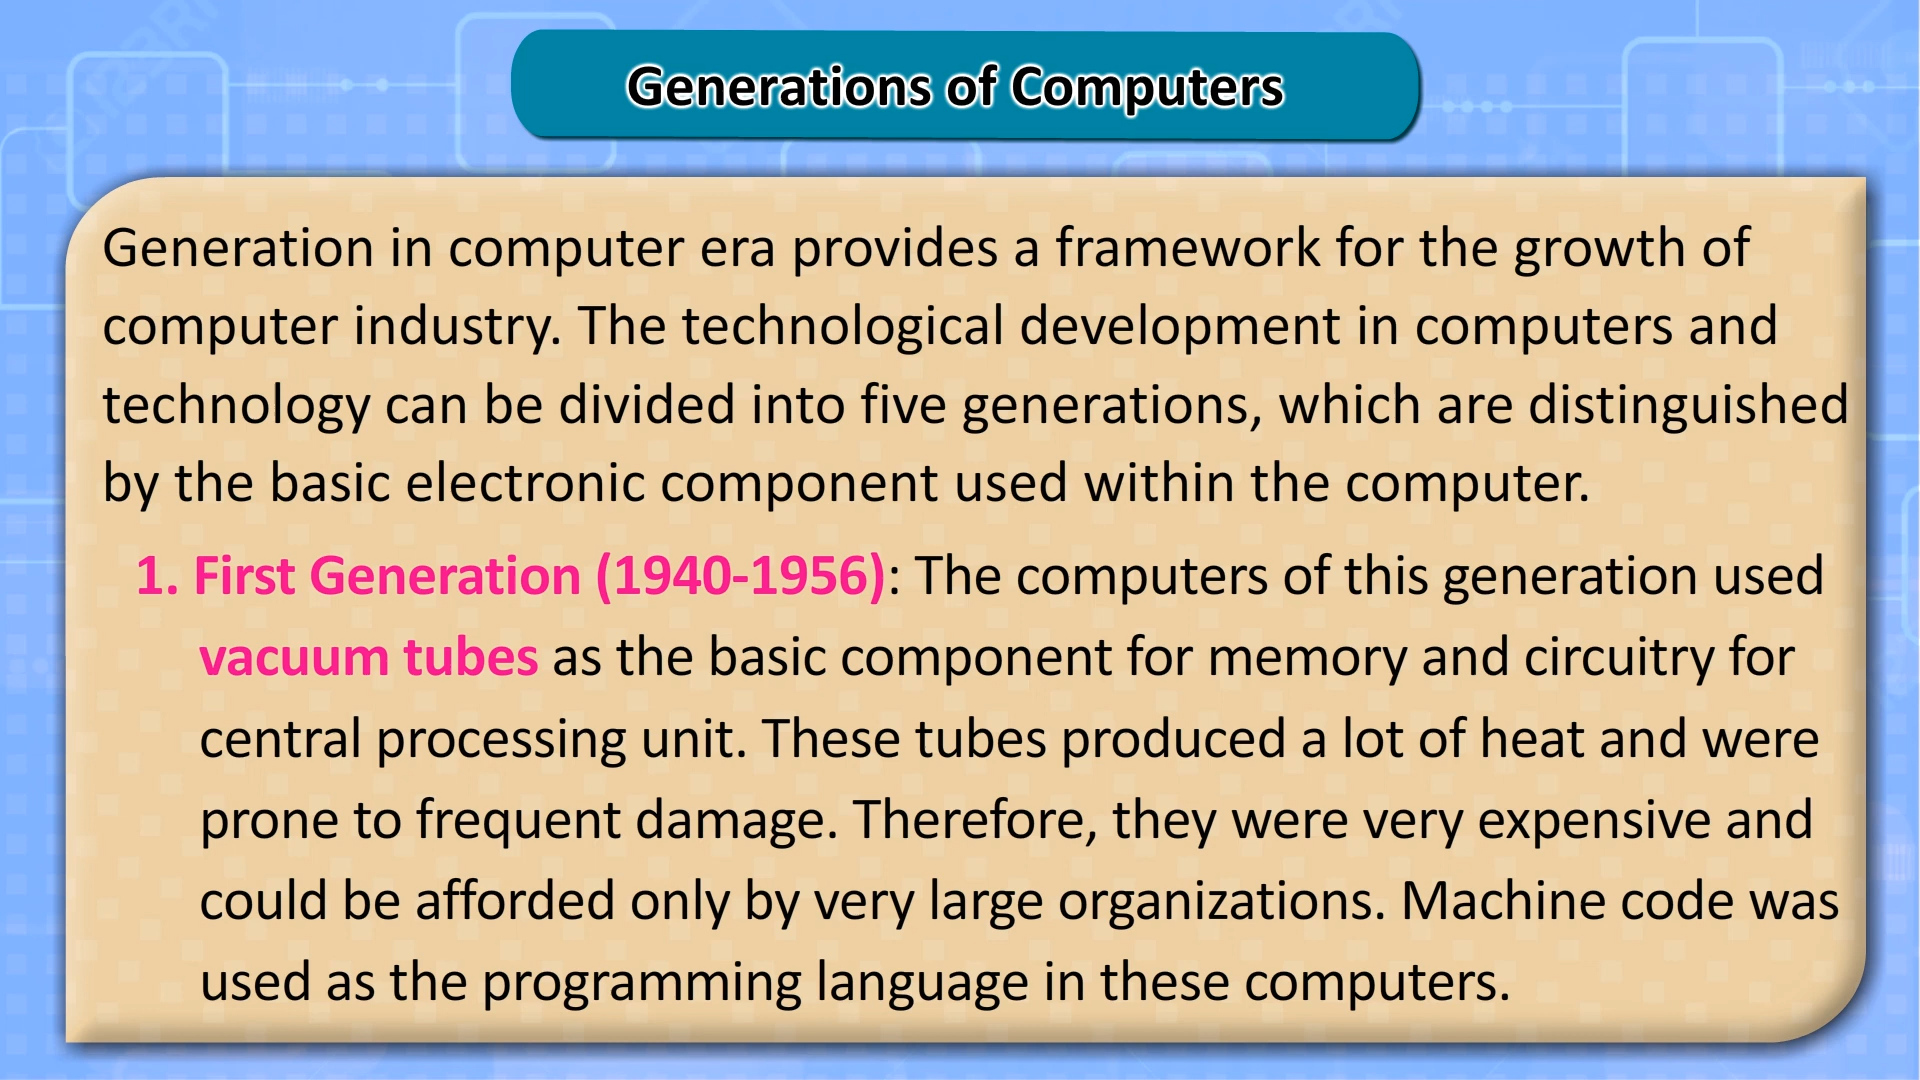 Generations of Computers
Generation in computer era provides a framework for the growth of
computer industry. The technological development in computers and
technology can be divided into five generations, which are distinguished
by the basic electronic component used within the computer.
1. First Generation (1940-1956): The computers of this generation used
vacuum tubes as the basic component for memory and circuitry for
central processing unit. These tubes produced a lot of heat and were
prone to frequent damage. Therefore, they were very expensive and
could be afforded only by very large organizations. Machine code was
used as the programming language in these computers.